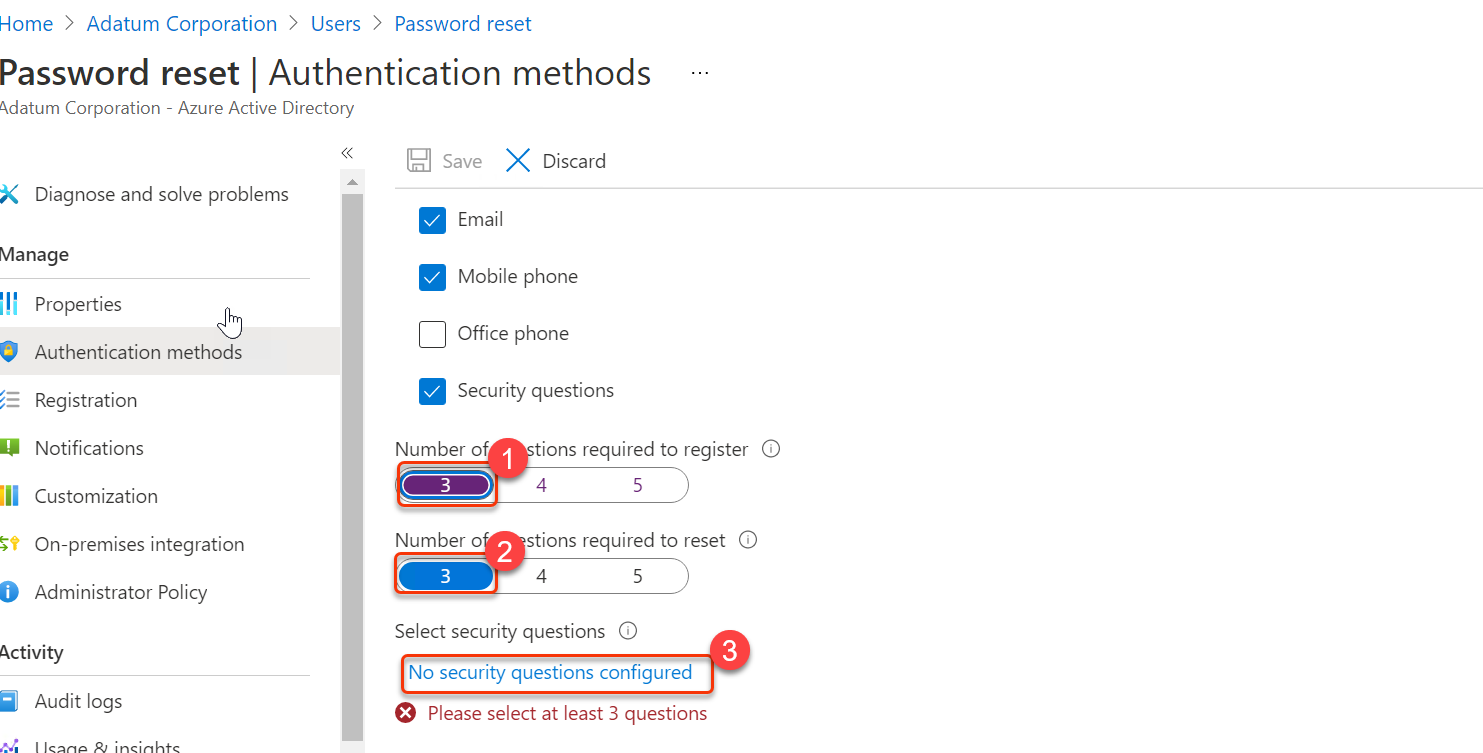 Home > Adatum Corporation > Users > Password reset
Password reset | Authentication methods ...
Adatum Corporation - Azure Active Directory
«
Save Discard
Diagnose and solve problems
Manage
Properties
Authentication methods
Registration
Notifications
Customization
On-premises integration
Administrator Policy
Activity
Audit logs
Usage & insights
Email
Mobile phone
Office phone
Security questions
Number of questions required to register
1
3 4 5
Number of questions required to reset
2
3 4 5
Select security questions
3
No security questions configured
Please select at least 3 questions